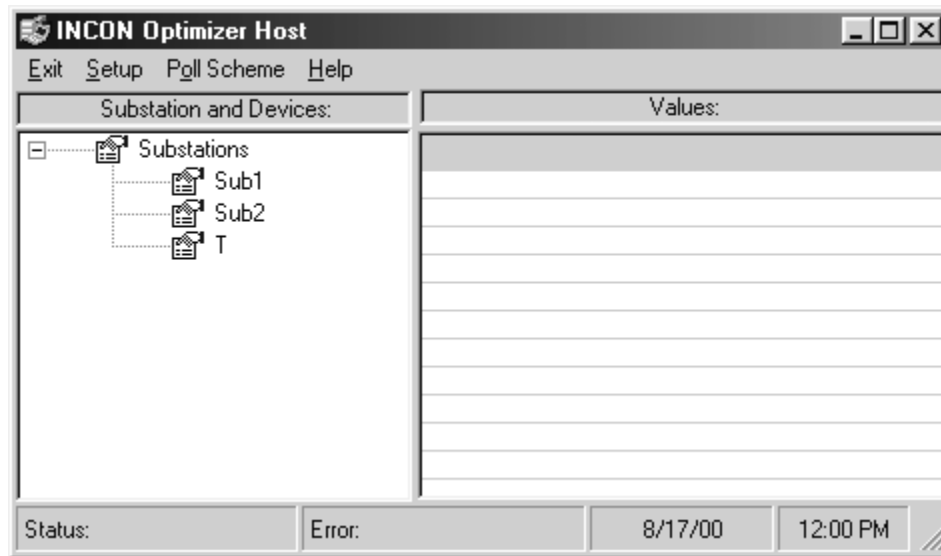 INCON Optimizer Host
Exit Setup Poll Scheme Help
Substation and Devices: Values:
Substations
Sub1
Sub2
T
Status: Error: 8/17/00 12:00 PM